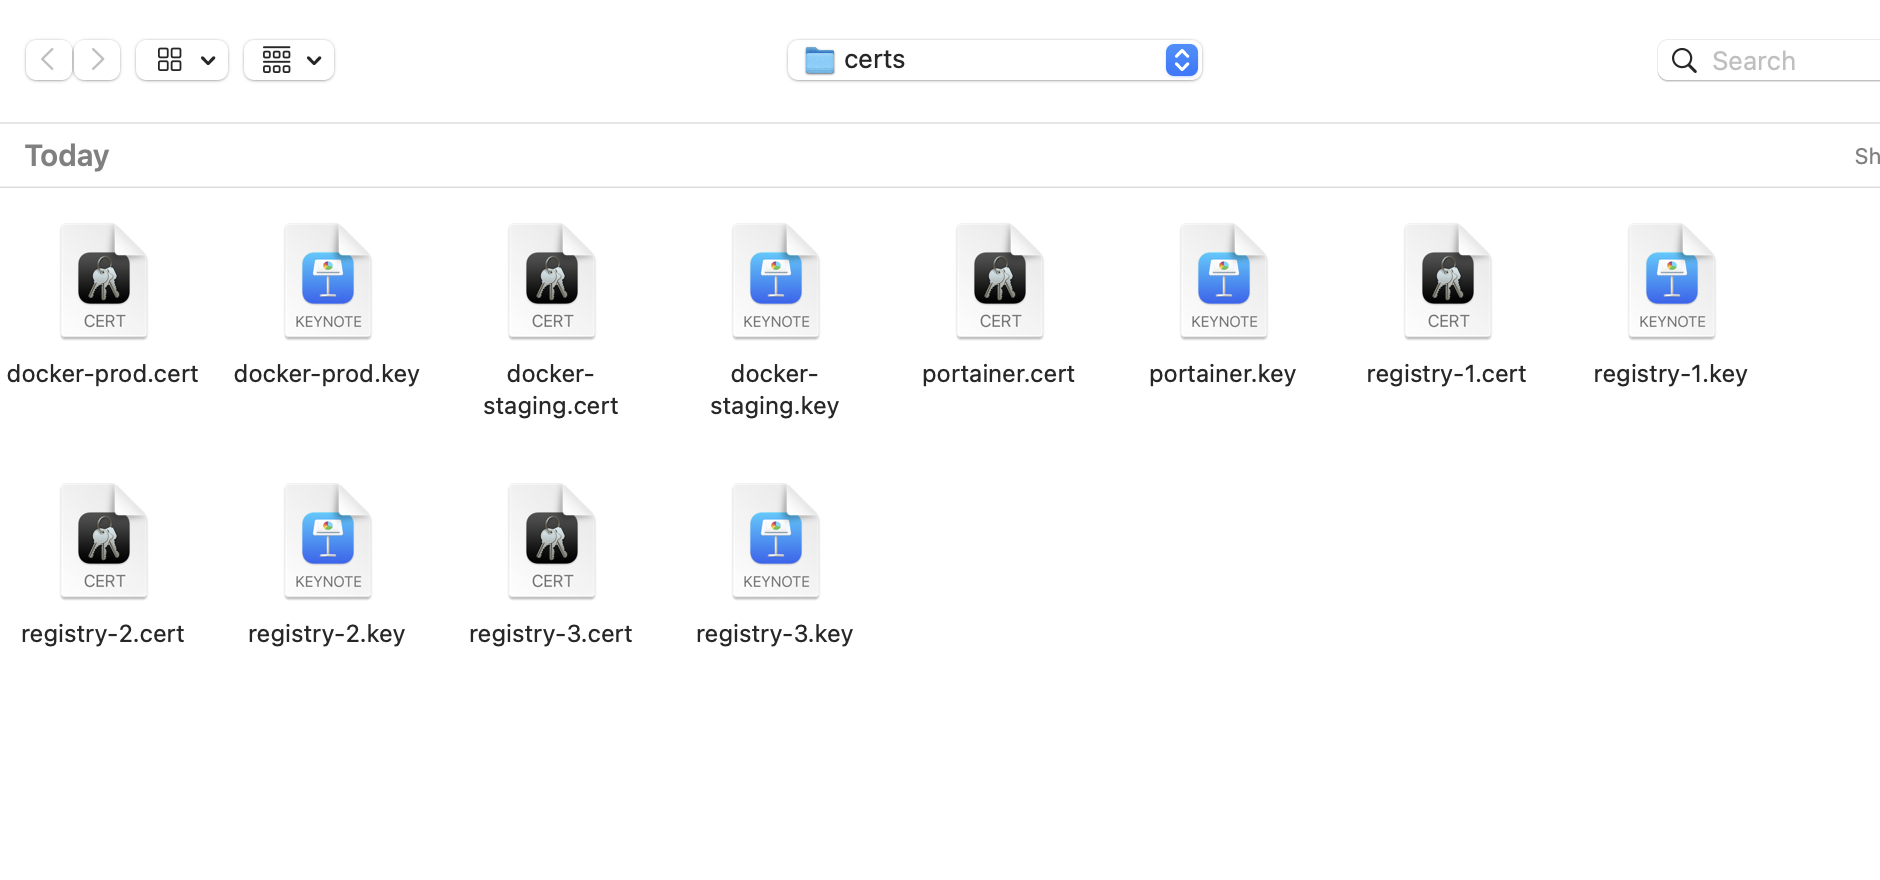 certs
Search
Today
Sh
CERT
KEYNOTE
CERT
KEYNOTE
CERT
KEYNOTE
CERT
KEYNOTE
docker-prod.cert
docker-prod.key
docker-
staging.cert
docker-
staging.key
portainer.cert
portainer.key
registry-1.cert
registry-1.key
CERT
KEYNOTE
CERT
KEYNOTE
registry-2.cert
registry-2.key
registry-3.cert
registry-3.key